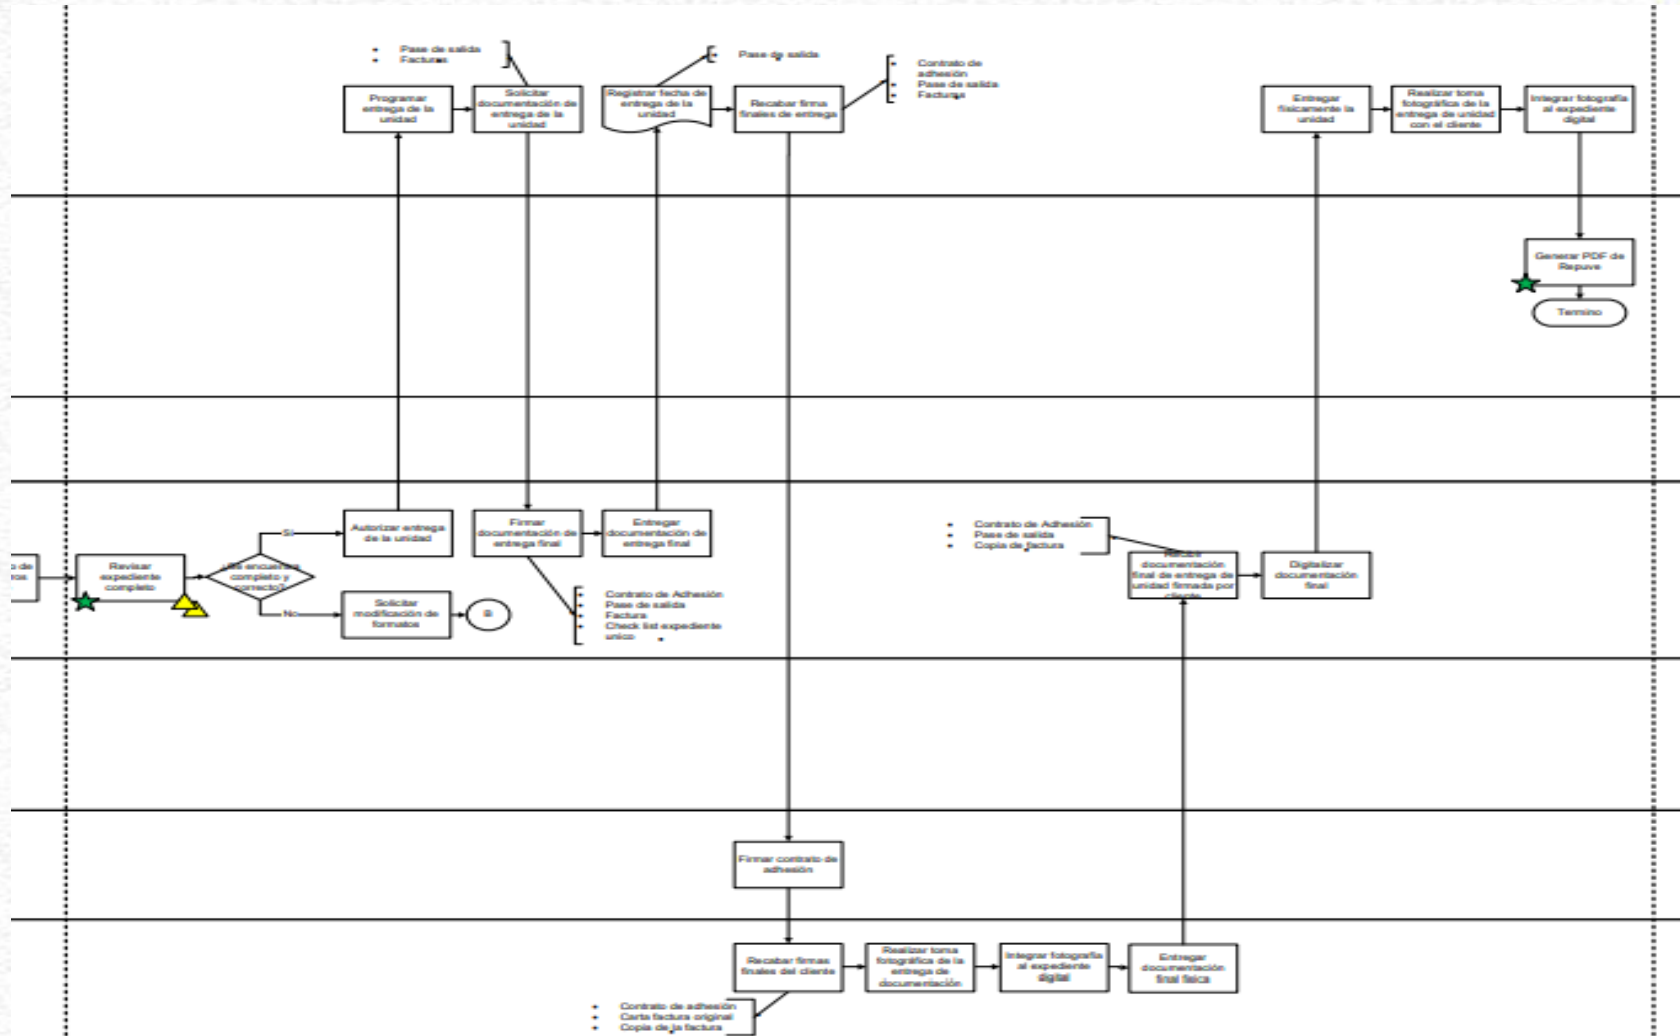 Pase de salida
Facturas
Pase de salida
Contrato de
adhesión
Pase de salida
Factura
Programar
entrega de la
unidad
Solicitar
documentación de
entrega de la
unidad
Registrar fecha de
entrega de la
unidad
Recabar firma
finales de entrega
Entregar
físicamente la
unidad
Realizar toma
fotográfica de la
entrega de unidad
con el cliente
Integrar fotografía
al expediente
digital
Generar PDF de
Repuve
Termino
o de
ros
Revisar
expediente
completo
¿Se encuentra
completo y
correcto?
Si
No
Autorizar entrega
de la unidad
Solicitar
modificación de
formatos
B
Firmar
documentación de
entrega final
Entregar
documentación de
entrega final
Contrato de Adhesión
Pase de salida
Factura
Check list expediente
unico
Contrato de Adhesión
Pase de salida
Copia de factura
documentación
final de entrega de
unidad firmada por
cliente
Digitalizar
documentación
final
Firmar contrato de
adhesión
Recabar firmas
finales del cliente
Realizar toma
fotográfica de la
entrega de
documentación
Integrar fotografía
al expediente
digital
Entregar
documentación
final física
Contrato de adhesión
Carta factura original
Copia de la factura